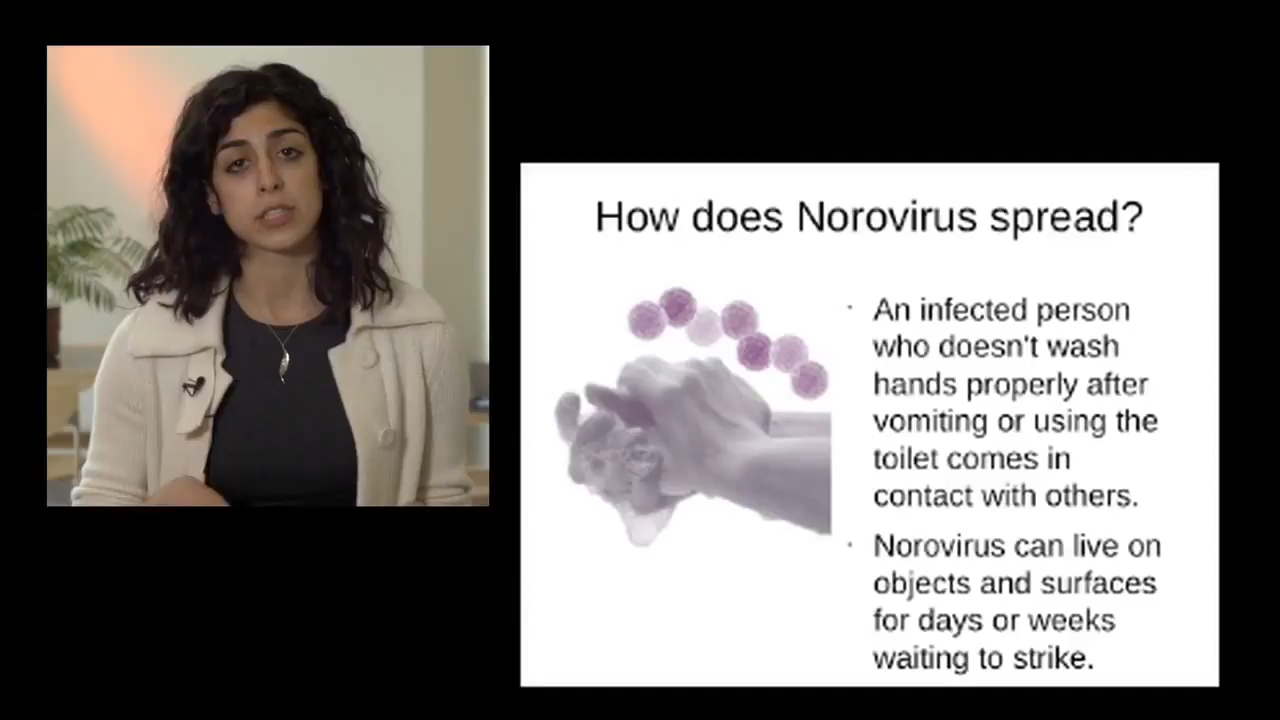 How does Norovirus spread?
· An infected person
who doesn't wash
hands properly after
vomiting or using the
toilet comes in
contact with others.
· Norovirus can live on
objects and surfaces
for days or weeks
waiting to strike.